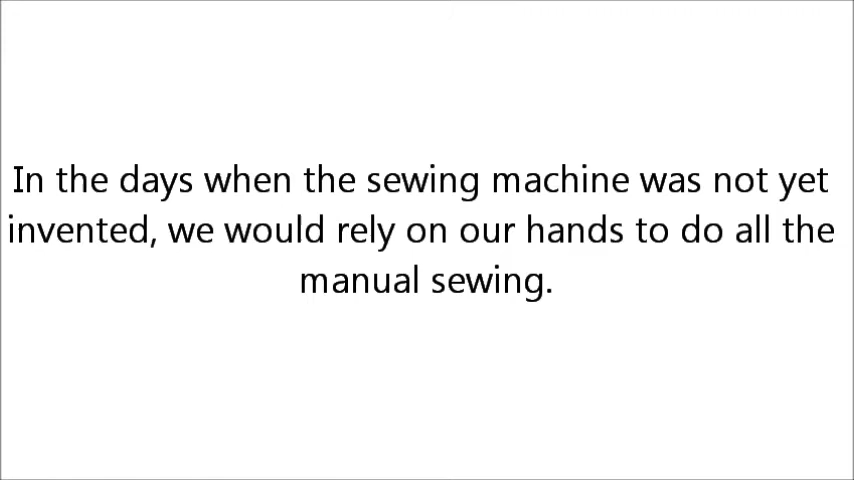 In the days when the sewing machine was not yet
invented, we would rely on our hands to do all the
manual sewing.